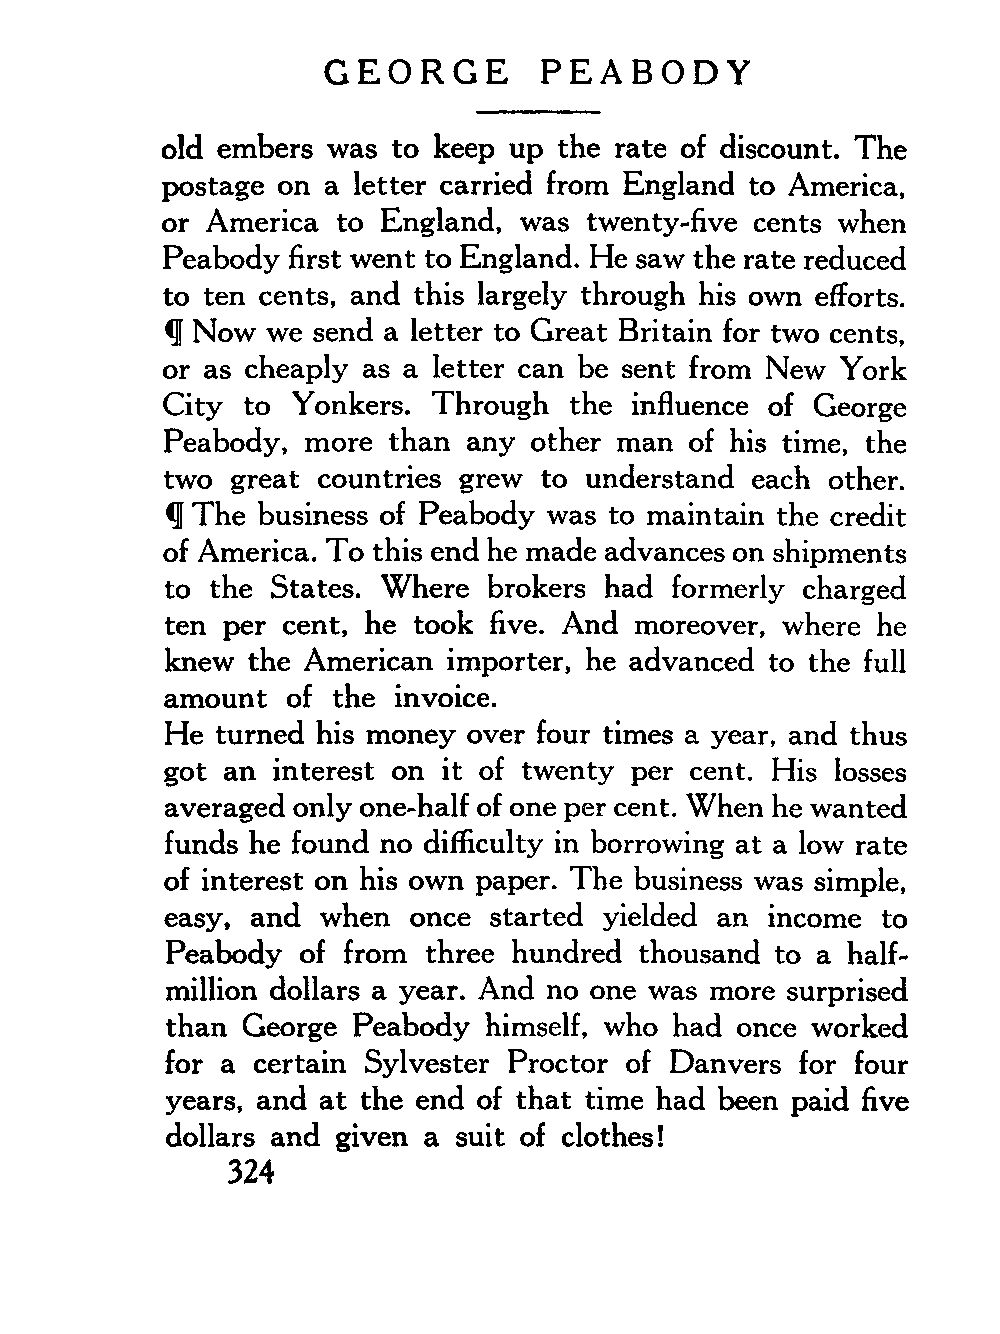 GEORGE PEABODY
old embers was to keep up the rate of discount. The
postage on a letter carried from England to America,
or America to England, was twenty-five cents when
Peabody first went to England. He saw the rate reduced
to ten cents, and this largely through his own efforts.
¶ Now we send a letter to Great Britain for two cents,
or as cheaply as a letter can be sent from New York
City to Yonkers. Through the influence of George
Peabody, more than any other man of his time, the
two great countries grew to understand each other.
¶ The business of Peabody was to maintain the credit
of America. To this end he made advances on shipments
to the States. Where brokers had formerly charged
ten per cent, he took five. And moreover, where he
knew the American importer, he advanced to the full
amount of the invoice.
He turned his money over four times a year, and thus
got an interest on it of twenty per cent. His losses
averaged only one-half of one per cent. When he wanted
funds he found no difficulty in borrowing at a low rate
of interest on his own paper. The business was simple,
easy, and when once started yielded an income to
Peabody of from three hundred thousand to a half-
million dollars a year. And no one was more surprised
than George Peabody himself, who had once worked
for a certain Sylvester Proctor of Danvers for four
years, and at the end of that time had been paid five
dollars and given a suit of clothes!
324